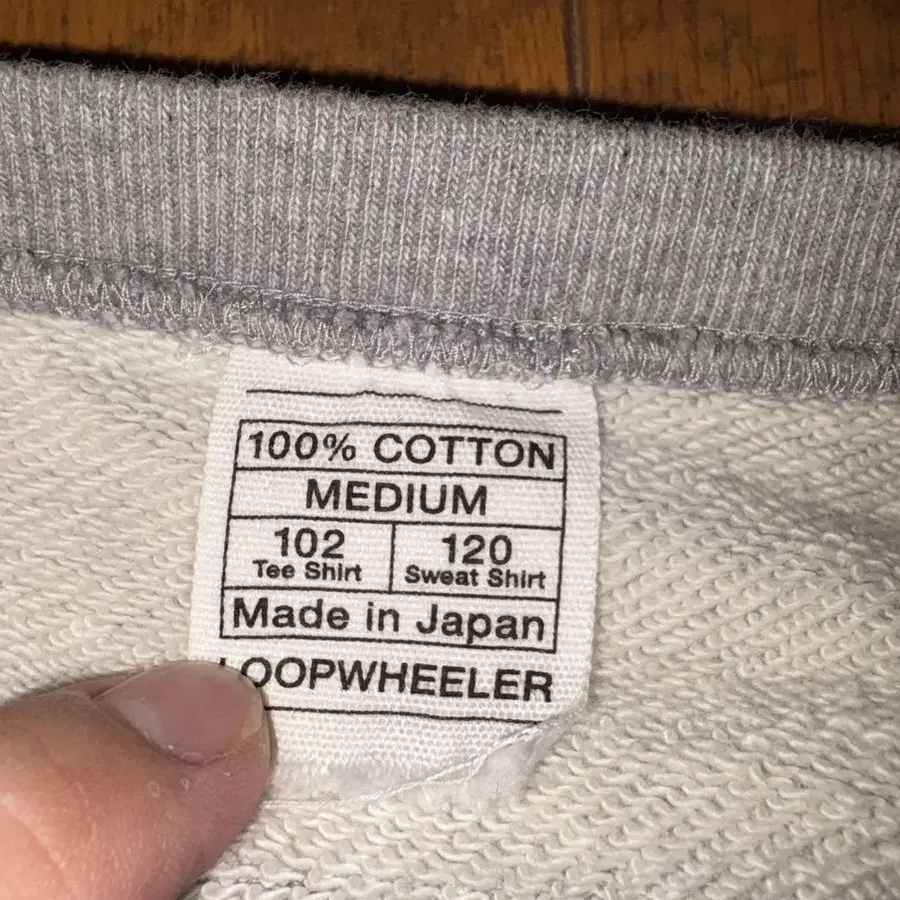 100% COTTON
MEDIUM
102 120
Tee Shirt Sweat Shirt
Made in Japan
LOOPWHEELER